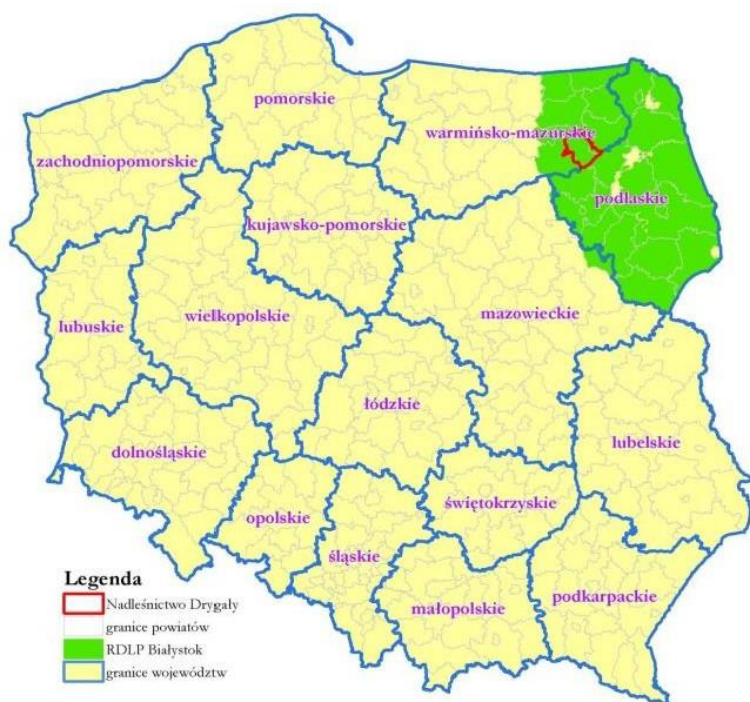 pomorskie
warmińsko-mazurskie
zachodniopomorskie
podlaskie
kujawsko-pomorskie
lubuskie
wielkopolskie
mazowieckie
łódzkie
lubelskie
dolnośląskie
świętokrzyskie
opolskie
śląskie
małopolskie
podkarpackie
Legenda
Nadleśnictwo Drygały
granice powiatów
RDLP Białystok
granice województw